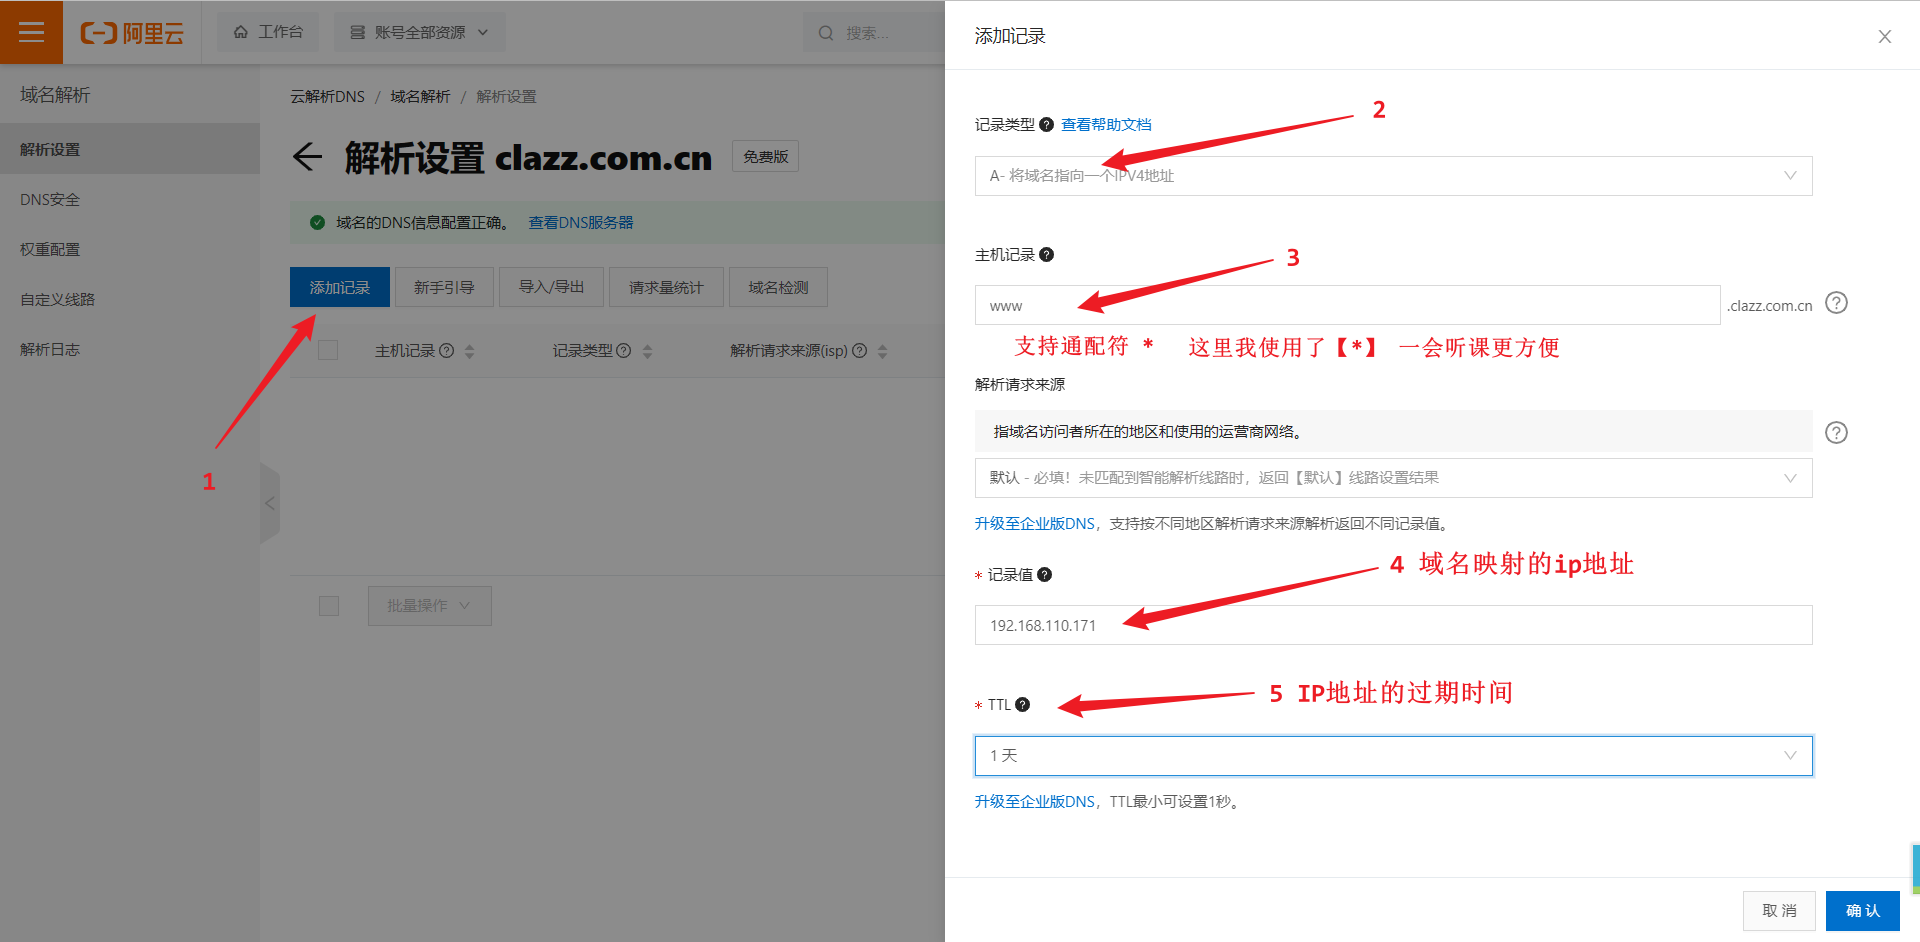 阿里云
工作台
账号全部资源
搜索...
域名解析
解析设置
DNS安全
权重配置
自定义线路
解析日志
云解析DNS / 域名解析 / 解析设置
解析设置 clazz.com.cn
免费版
域名的DNS信息配置正确。 查看DNS服务器
添加记录
新手引导
导入/导出
请求量统计
域名检测
主机记录
记录类型
解析请求来源(isp)
1
批量操作
添加记录
2
记录类型 查看帮助文档
A- 将域名指向一个IPV4地址
主机记录
3
www
.clazz.com.cn
支持通配符 * 这里我使用了【*】 一会听课更方便
解析请求来源
指域名访问者所在的地区和使用的运营商网络。
默认 - 必填！未匹配到智能解析线路时，返回【默认】线路设置结果
升级至企业版DNS，支持按不同地区解析请求来源解析返回不同记录值。
4 域名映射的ip地址
* 记录值
192.168.110.171
5 IP地址的过期时间
* TTL
1 天
升级至企业版DNS，TTL最小可设置1秒。
取 消
确 认